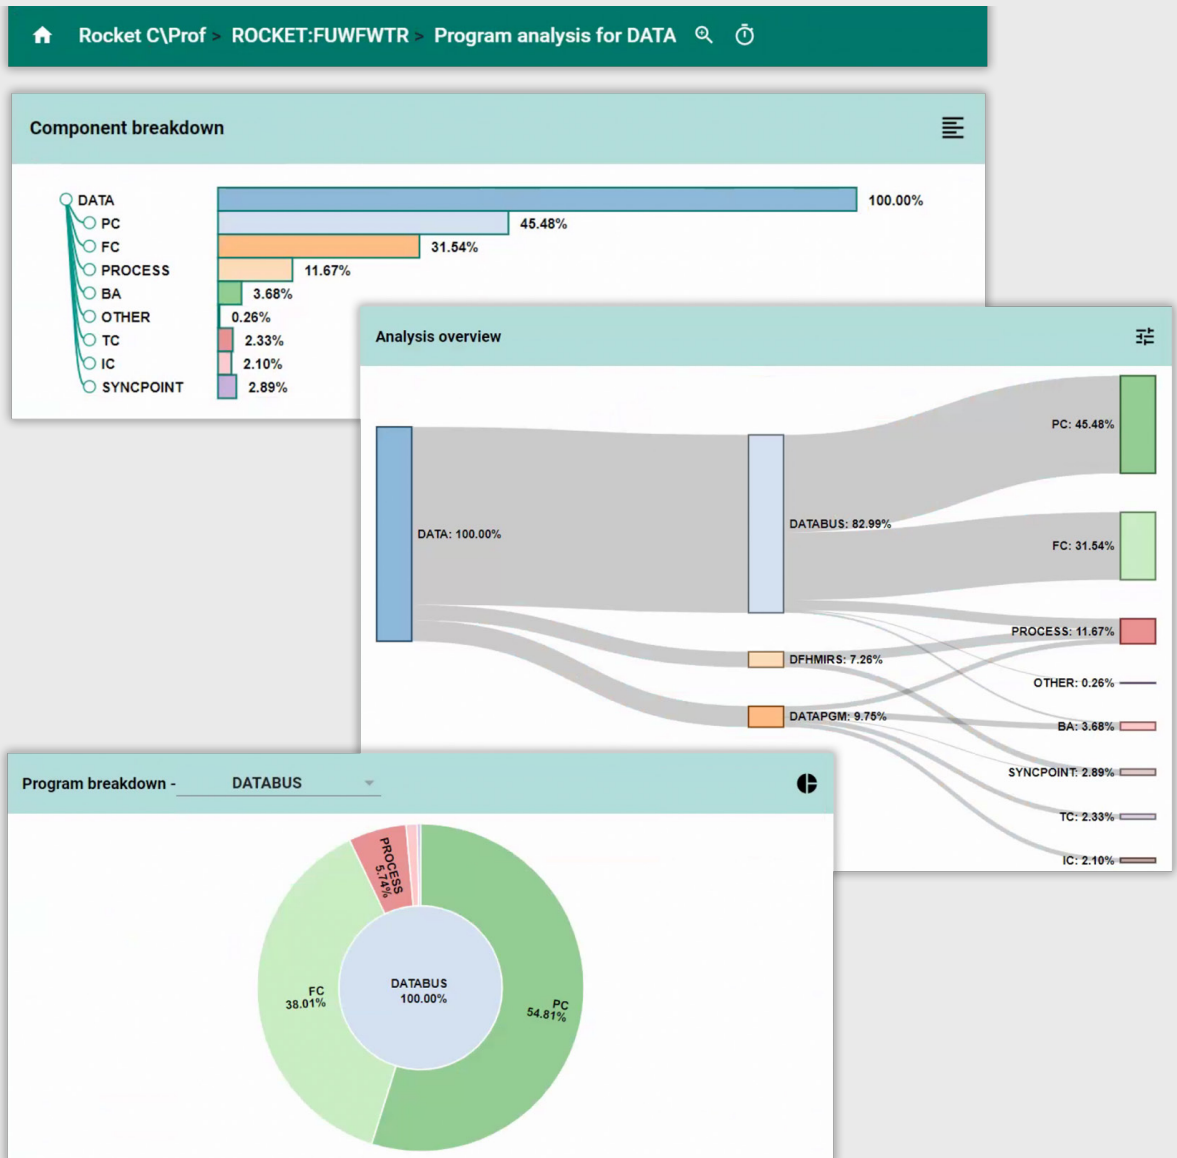 Rocket C\Prof > ROCKET:FUWFWTR > Program analysis for DATA
Component breakdown
DATA 100.00%
PC 45.48%
FC 31.54%
PROCESS 11.67%
BA 3.68%
OTHER 0.26%
TC 2.33%
IC 2.10%
SYNCPOINT 2.89%
Analysis overview
DATA: 100.00%
DATABUS: 82.99%
DFHMIRS: 7.26%
DATAPGM: 9.75%
PC: 45.48%
FC: 31.54%
PROCESS: 11.67%
OTHER: 0.26%
BA: 3.68%
SYNCPOINT: 2.89%
TC: 2.33%
IC: 2.10%
Program breakdown - DATABUS
PROCESS
5.74%
FC
38.01%
DATABUS
100.00%
PC
54.81%